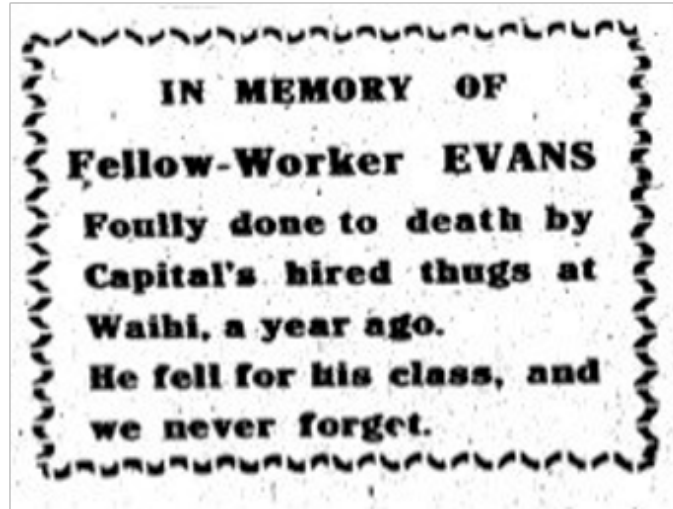 IN MEMORY OF
Fellow-Worker EVANS
Foully done to death by
Capital's hired thugs at
Waihi, a year ago.
He fell for his class, and
we never forget.